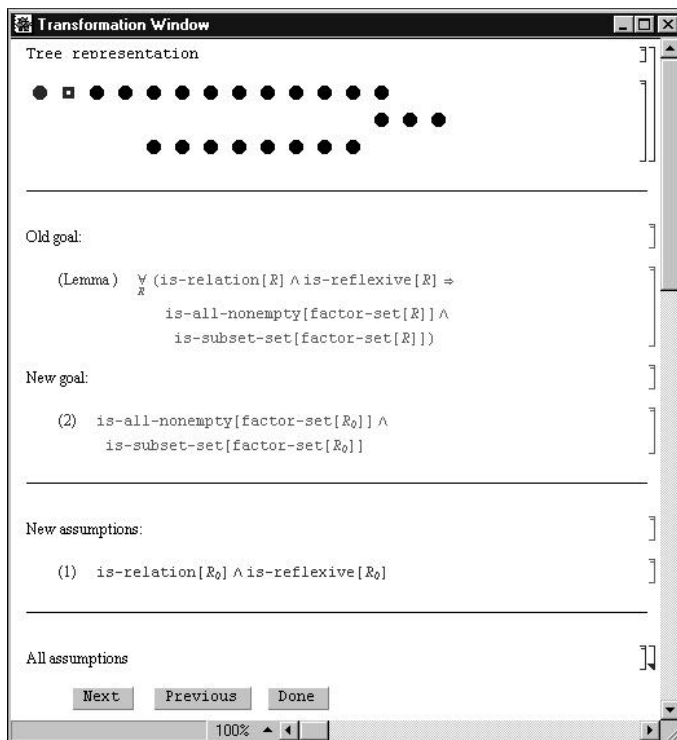 Transformation Window
Tree representation
Old goal:
(Lemma) ∀ (is-relation[R] ∧ is-reflexive[R] ⇒
R
is-all-nonempty[factor-set[R]] ∧
is-subset-set[factor-set[R]])
New goal:
(2) is-all-nonempty[factor-set[R₀]] ∧
is-subset-set[factor-set[R₀]]
New assumptions:
(1) is-relation[R₀] ∧ is-reflexive[R₀]
All assumptions
Next Previous Done
100%